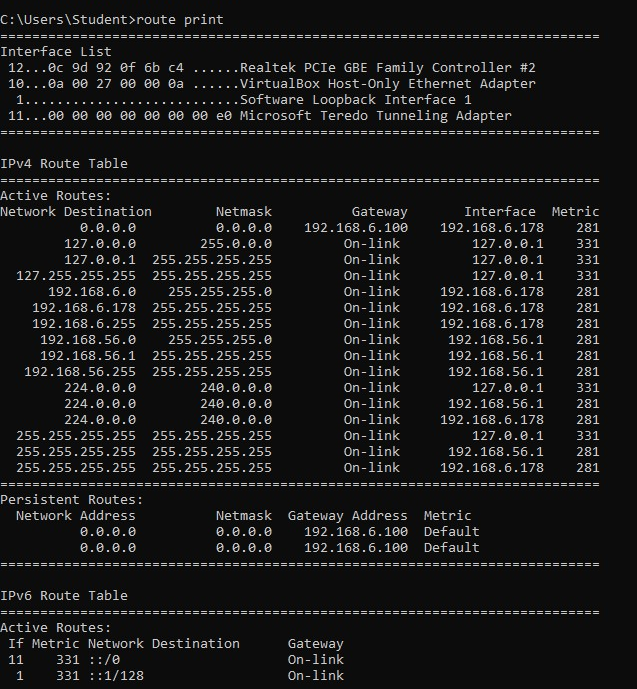 C:\Users\Student>route print
===========================================================================
Interface List
 12...0c 9d 92 0f 6b c4 ......Realtek PCIe GBE Family Controller #2
 10...0a 00 27 00 00 0a ......VirtualBox Host-Only Ethernet Adapter
  1...........................Software Loopback Interface 1
 11...00 00 00 00 00 00 00 e0 Microsoft Teredo Tunneling Adapter
===========================================================================

IPv4 Route Table
===========================================================================
Active Routes:
Network Destination        Netmask          Gateway       Interface  Metric
          0.0.0.0          0.0.0.0    192.168.6.100    192.168.6.178    281
        127.0.0.0        255.0.0.0         On-link         127.0.0.1    331
        127.0.0.1  255.255.255.255         On-link         127.0.0.1    331
  127.255.255.255  255.255.255.255         On-link         127.0.0.1    331
      192.168.6.0    255.255.255.0         On-link     192.168.6.178    281
    192.168.6.178  255.255.255.255         On-link     192.168.6.178    281
    192.168.6.255  255.255.255.255         On-link     192.168.6.178    281
     192.168.56.0    255.255.255.0         On-link      192.168.56.1    281
     192.168.56.1  255.255.255.255         On-link      192.168.56.1    281
   192.168.56.255  255.255.255.255         On-link      192.168.56.1    281
        224.0.0.0        240.0.0.0         On-link         127.0.0.1    331
        224.0.0.0        240.0.0.0         On-link      192.168.56.1    281
        224.0.0.0        240.0.0.0         On-link     192.168.6.178    281
  255.255.255.255  255.255.255.255         On-link         127.0.0.1    331
  255.255.255.255  255.255.255.255         On-link      192.168.56.1    281
  255.255.255.255  255.255.255.255         On-link     192.168.6.178    281
===========================================================================
Persistent Routes:
  Network Address          Netmask  Gateway Address  Metric
          0.0.0.0          0.0.0.0    192.168.6.100  Default
          0.0.0.0          0.0.0.0    192.168.6.100  Default
===========================================================================

IPv6 Route Table
===========================================================================
Active Routes:
 If Metric Network Destination      Gateway
 11    331 ::/0                     On-link
  1    331 ::1/128                  On-link